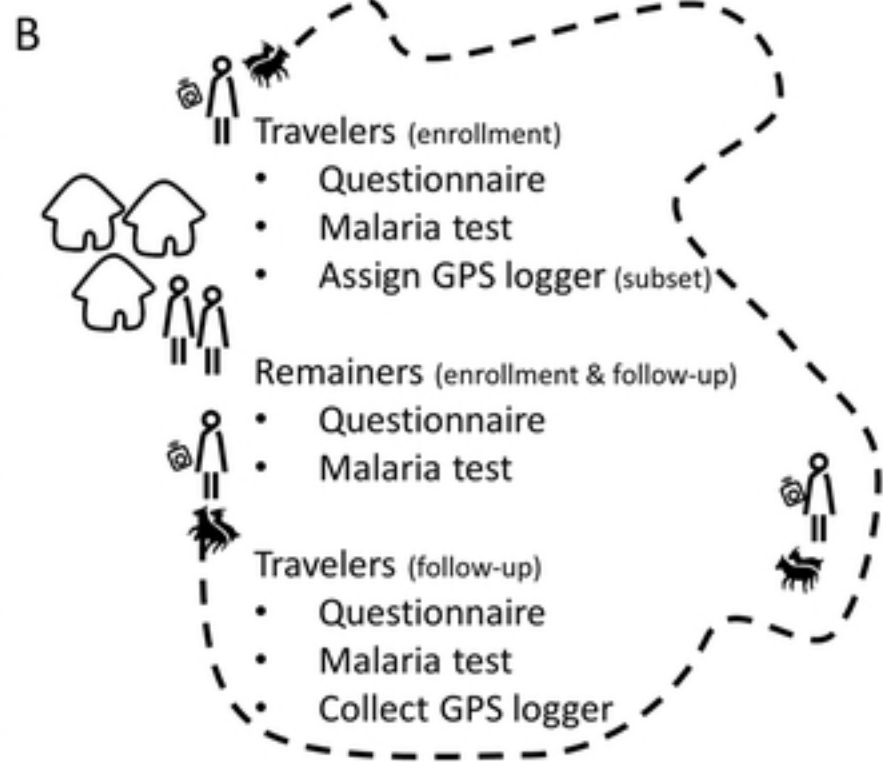 B
Travelers (enrollment)
• Questionnaire
• Malaria test
• Assign GPS logger (subset)
Remainers (enrollment & follow-up)
• Questionnaire
• Malaria test
Travelers (follow-up)
• Questionnaire
• Malaria test
• Collect GPS logger